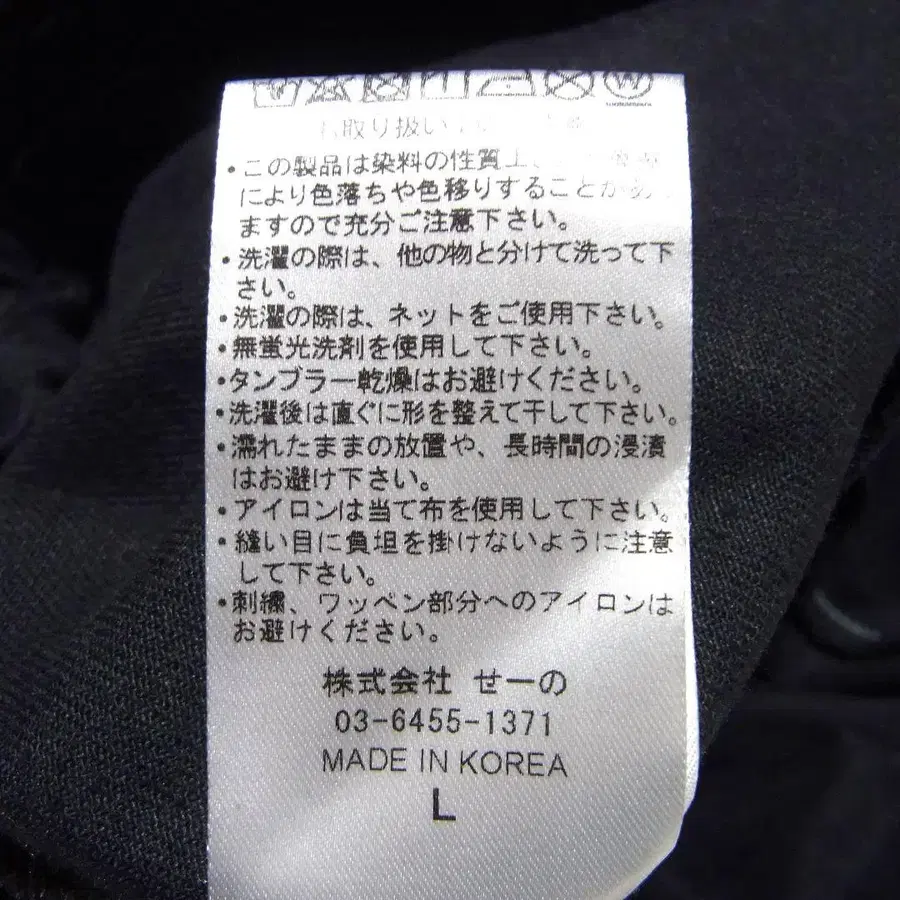 取り扱い
・この製品は染料の性質上、
により色落ちや色移りすることがあ
ますので充分ご注意下さい。
・洗濯の際は、他の物と分けて洗って下
さい。
・洗濯の際は、ネットをご使用下さい。
・無蛍光洗剤を使用して下さい。
・タンブラー乾燥はお避けください。
・洗濯後は直ぐに形を整えて干して下さい。
・濡れたままの放置や、長時間の浸漬
はお避け下さい。
・アイロンは当て布を使用して下さい。
・縫い目に負坦を掛けないように注意
して下さい。
・刺繍、ワッペン部分へのアイロンは
お避けください。
株式会社 せーの
03-6455-1371
MADE IN KOREA
L